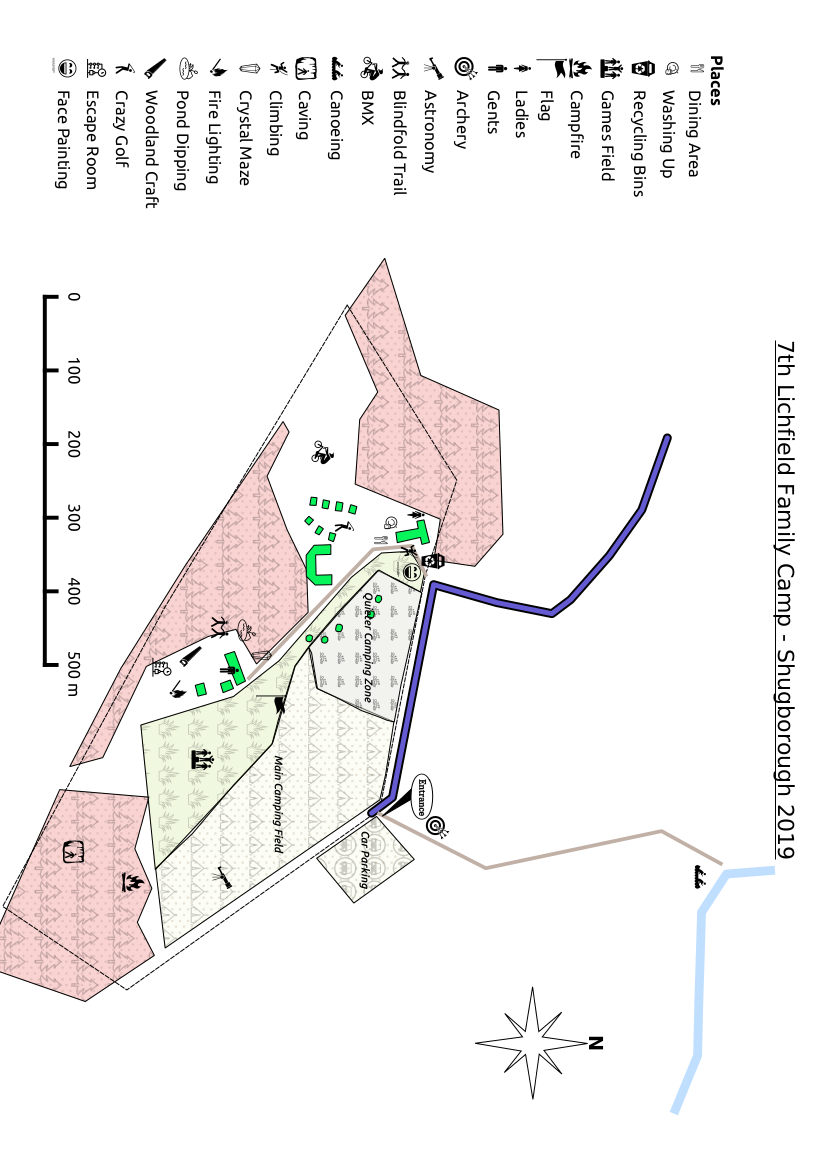 7th Lichfield Family Camp - Shugborough 2019
Places
Dining Area
Washing Up
Recycling Bins
Games Field
Campfire
Flag
Ladies
Gents
Archery
Astronomy
Blindfold Trail
BMX
Canoeing
Caving
Climbing
Crystal Maze
Fire Lighting
Pond Dipping
Woodland Craft
Crazy Golf
Escape Room
Face Painting
N
Entrance
Car Parking
Quieter Camping Zone
Main Camping Field
0 100 200 300 400 500 m